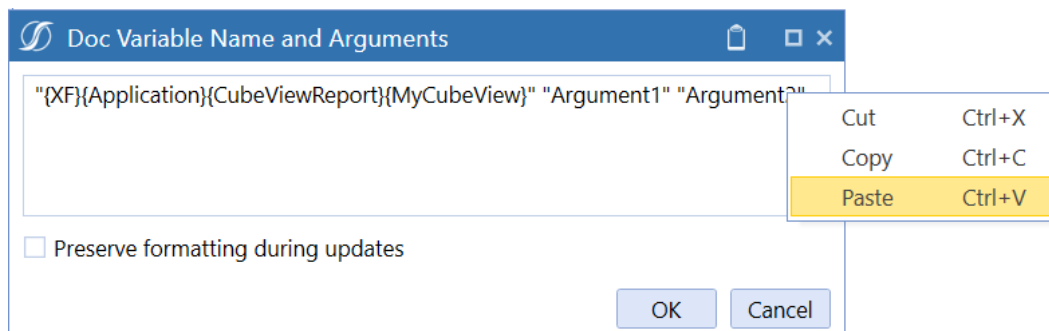 Doc Variable Name and Arguments
"{XF}{Application}{CubeViewReport}{MyCubeView}" "Argument1" "Argument2"
Cut Ctrl+X
Copy Ctrl+C
Paste Ctrl+V
Preserve formatting during updates
OK Cancel